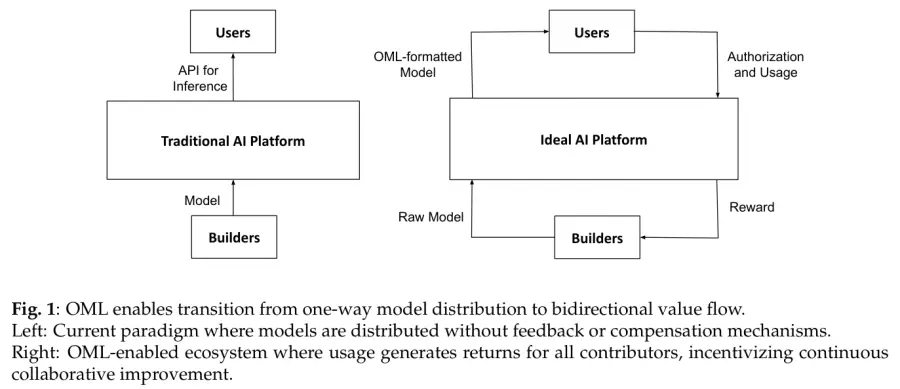 Users
API for
Inference
Traditional AI Platform
Model
Builders
Users
OML-formatted
Model
Authorization
and Usage
Ideal AI Platform
Raw Model
Reward
Builders
Fig. 1: OML enables transition from one-way model distribution to bidirectional value flow.
Left: Current paradigm where models are distributed without feedback or compensation mechanisms.
Right: OML-enabled ecosystem where usage generates returns for all contributors, incentivizing continuous
collaborative improvement.